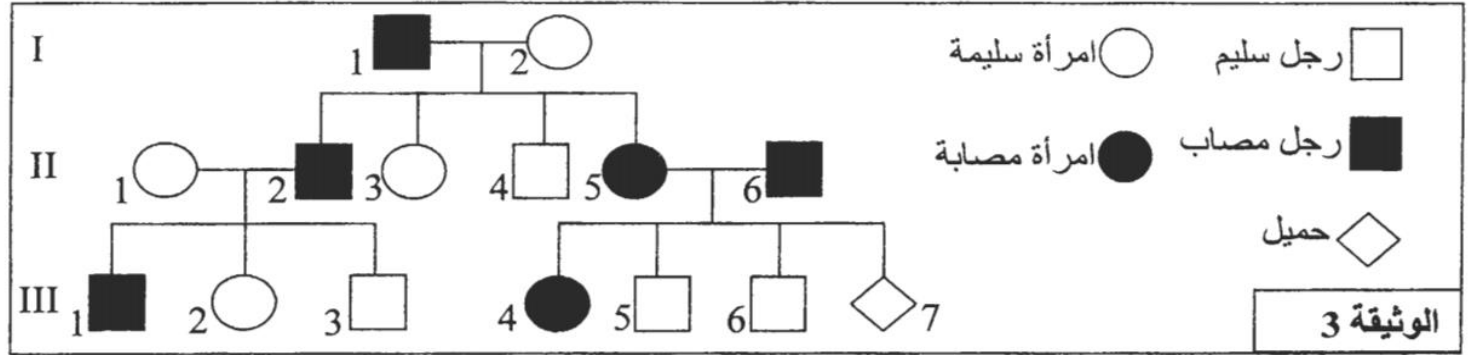 I
1 2
امرأة سليمة
رجل سليم
II
1 2 3 4 5 6
امرأة مصابة
رجل مصاب
حميل
III
1 2 3 4 5 6 7
الوثيقة 3